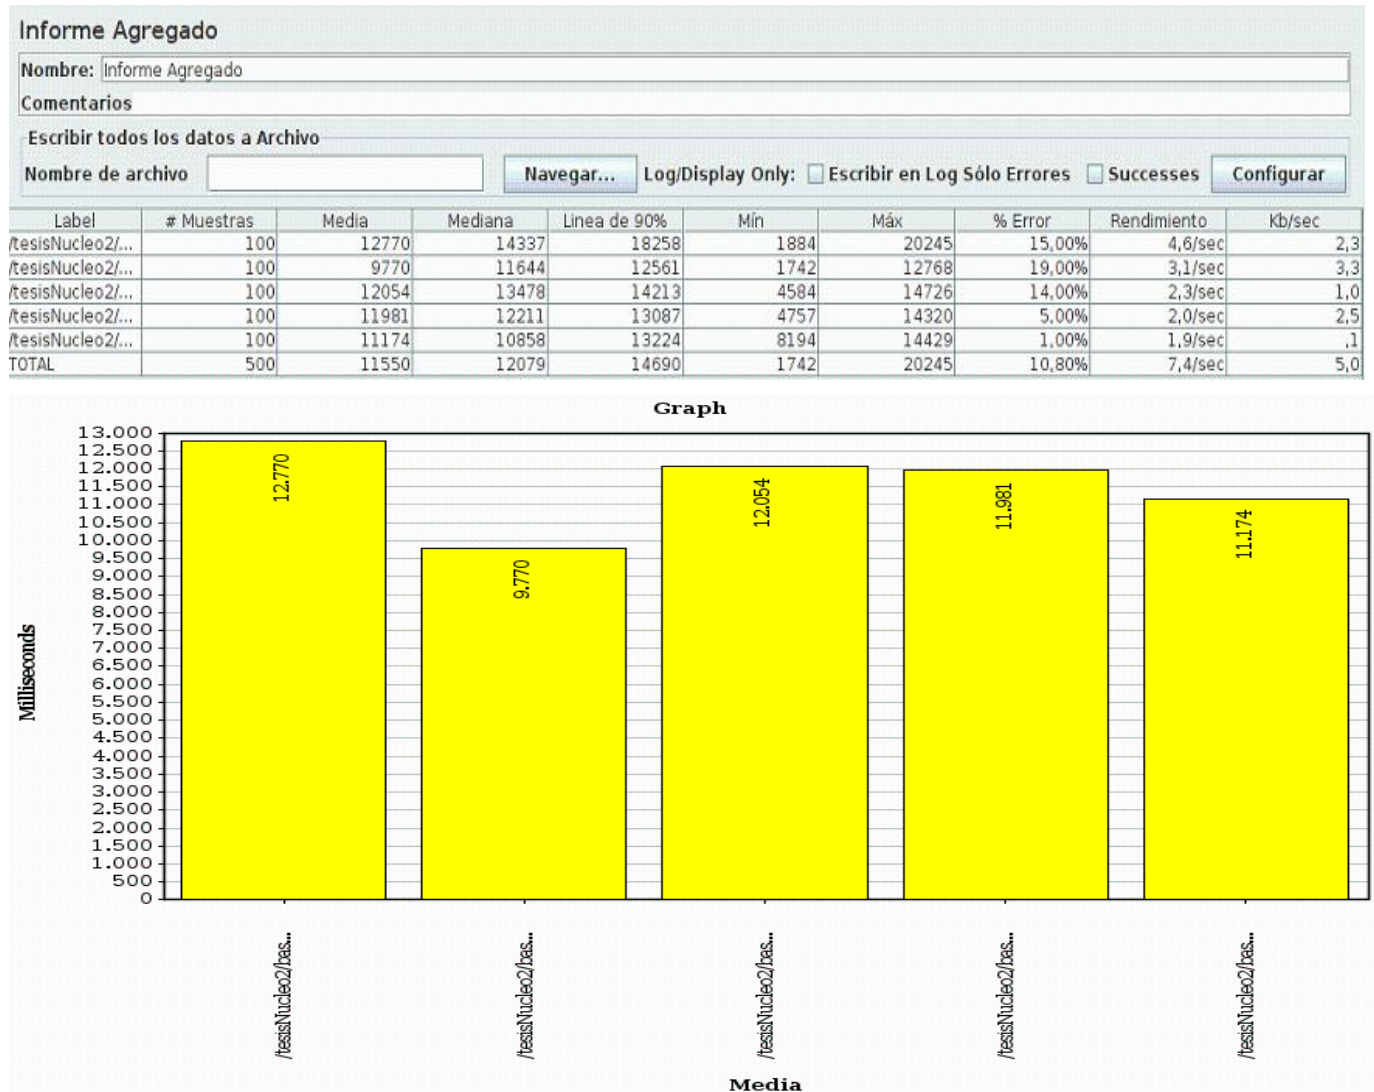 Informe Agregado
Nombre: Informe Agregado
Comentarios
Escribir todos los datos a Archivo
Nombre de archivo Navegar... Log/Display Only: Escribir en Log Sólo Errores Successes Configurar
Label # Muestras Media Mediana Linea de 90% Mín Máx % Error Rendimiento Kb/sec
/tesisNucleo2/... 100 12770 14337 18258 1884 20245 15,00% 4,6/sec 2,3
/tesisNucleo2/... 100 9770 11644 12561 1742 12768 19,00% 3,1/sec 3,3
/tesisNucleo2/... 100 12054 13478 14213 4584 14726 14,00% 2,3/sec 1,0
/tesisNucleo2/... 100 11981 12211 13087 4757 14320 5,00% 2,0/sec 2,5
/tesisNucleo2/... 100 11174 10858 13224 8194 14429 1,00% 1,9/sec ,1
TOTAL 500 11550 12079 14690 1742 20245 10,80% 7,4/sec 5,0
Graph
13.000
12.500
12.000
11.500
11.000
10.500
10.000
9.500
9.000
8.500
8.000
7.500
7.000
6.500
6.000
5.500
5.000
4.500
4.000
3.500
3.000
2.500
2.000
1.500
1.000
500
0
Milliseconds
12.770
9.770
12.054
11.981
11.174
/tesisNucleo2/bas...
/tesisNucleo2/bas...
/tesisNucleo2/bas...
/tesisNucleo2/bas...
/tesisNucleo2/bas...
Media